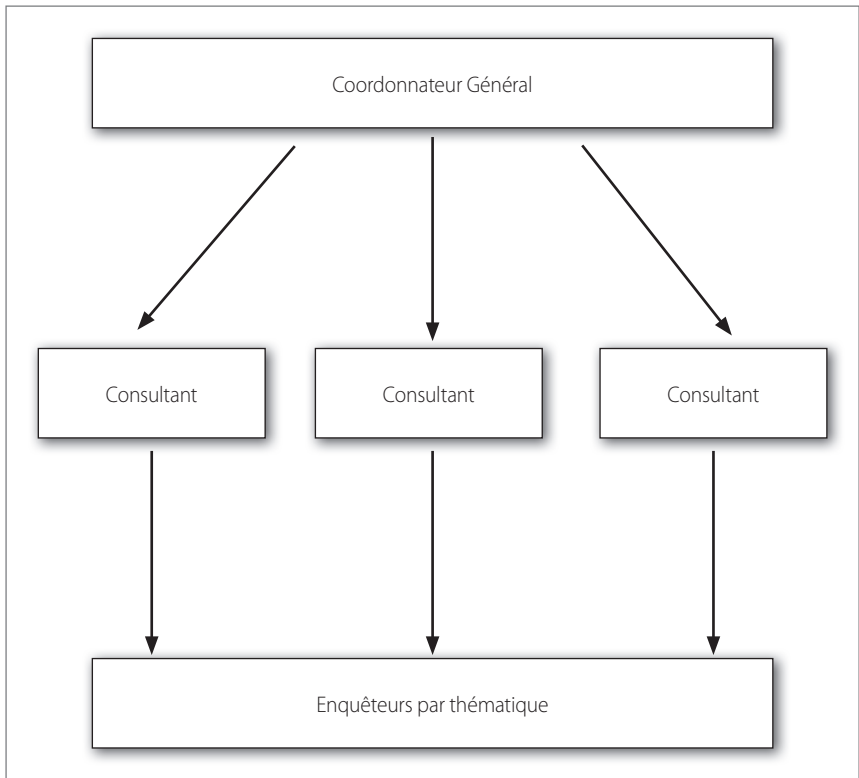 Coordonnateur Général
Consultant
Consultant
Consultant
Enquêteurs par thématique